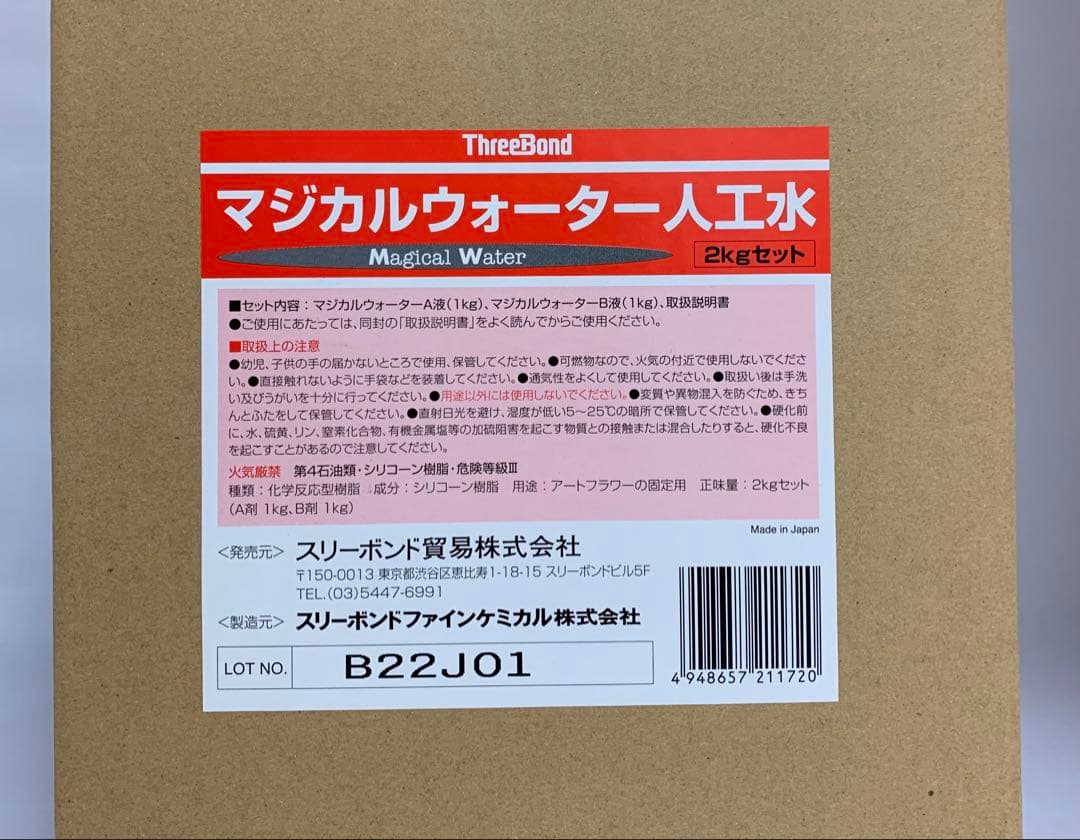 ThreeBond
マジカルウォーター人工水
Magical Water
2kgセット
■セット内容：マジカルウォーターA液(1kg)、マジカルウォーターB液(1kg)、取扱説明書
●ご使用にあたっては、同封の「取扱説明書」をよく読んでからご使用ください。
■取扱上の注意
●幼児、子供の手の届かないところで使用、保管してください。●可燃物なので、火気の付近で使用しないでくださ
い。●直接触れないように手袋などを装着してください。●通気性をよくして使用してください。●取扱い後は手洗
い及びうがいを十分に行ってください。●用途以外には使用しないでください。●変質や異物混入を防ぐため、きち
んとふたをして保管してください。●直射日光を避け、湿度が低い5～25℃の暗所で保管してください。●硬化前
に、水、硫黄、リン、窒素化合物、有機金属塩等の加硫阻害を起こす物質との接触または混合したりすると、硬化不良
を起こすことがあるので注意してください。
火気厳禁 第4石油類・シリコーン樹脂・危険等級Ⅲ
種類：化学反応型樹脂 成分：シリコーン樹脂 用途：アートフラワーの固定用 正味量：2kgセット
(A剤 1kg、B剤 1kg)
Made in Japan
<発売元> スリーボンド貿易株式会社
〒150-0013 東京都渋谷区恵比寿1-18-15 スリーボンドビル5F
TEL.(03)5447-6991
<製造元> スリーボンドファインケミカル株式会社
LOT NO. B22J01
4 948657 211720